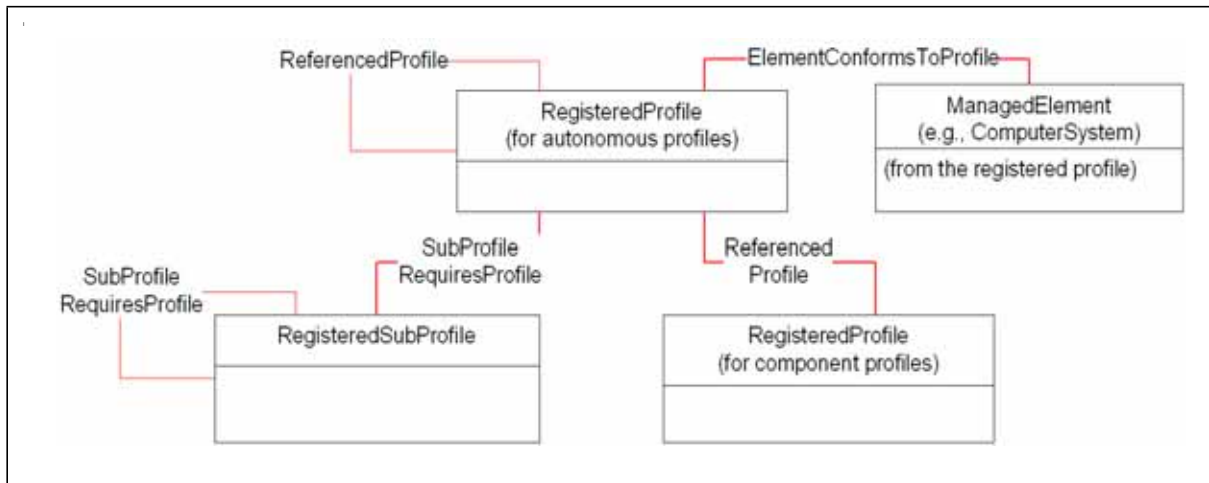 ReferencedProfile
ElementConformsToProfile
RegisteredProfile
(for autonomous profiles)
ManagedElement
(e.g., ComputerSystem)
(from the registered profile)
SubProfile
RequiresProfile
Referenced
Profile
SubProfile
RequiresProfile
RegisteredSubProfile
RegisteredProfile
(for component profiles)